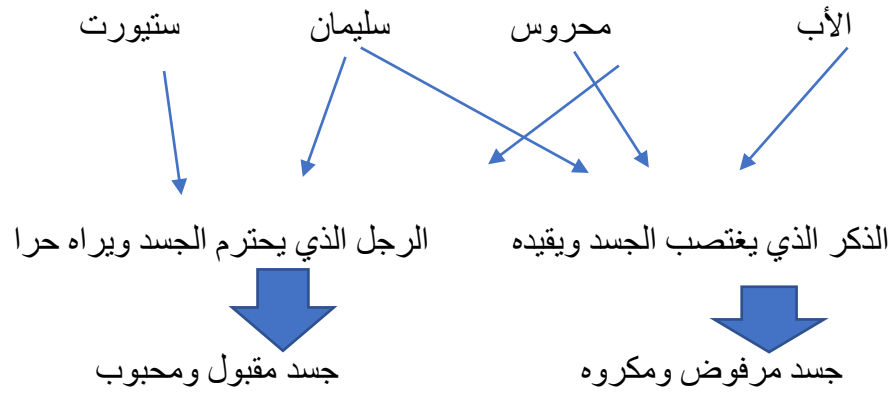 الأب محروس سليمان ستيورت
الذكر الذي يغتصب الجسد ويقيده الرجل الذي يحترم الجسد ويراه حرا
جسد مرفوض ومكروه جسد مقبول ومحبوب